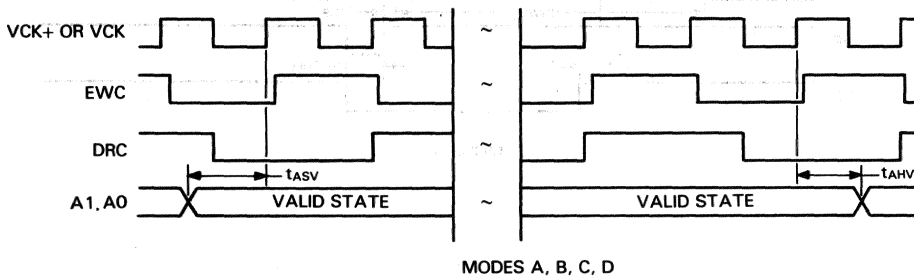 VCK+ OR VCK
~
EWC
~
DRC
~
tASV
tAHV
A1, A0
VALID STATE
~
VALID STATE
MODES A, B, C, D